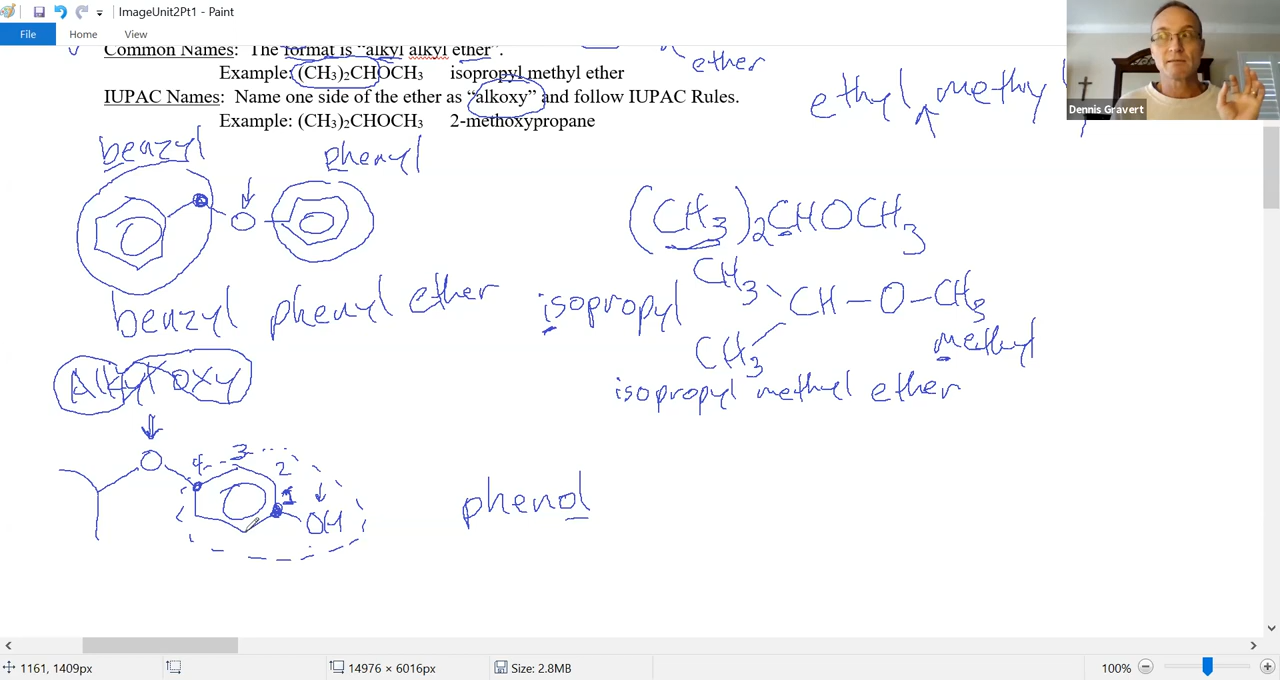 ImageUnit2Pt1 - Paint
File Home View
Common Names: The format is "alkyl alkyl ether".
Example: (CH₃)₂CHOCH₃ isopropyl methyl ether
IUPAC Names: Name one side of the ether as "alkoxy" and follow IUPAC Rules.
Example: (CH₃)₂CHOCH₃ 2-methoxypropane
ether
ethyl methyl
Dennis Gravert
benzyl phenyl
O
(CH₃)₂CHOCH₃
CH₃
benzyl phenyl ether
isopropyl CH - O - CH₃
CH₃ methyl
isopropyl methyl ether
Alkyl oxy
O
4 3 2 1
OH
phenol
1161, 1409px 14976 × 6016px Size: 2.8MB 100%